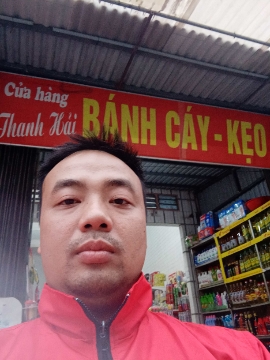 Cửa hàng
Thanh Hải
BÁNH CÁY - KẸO